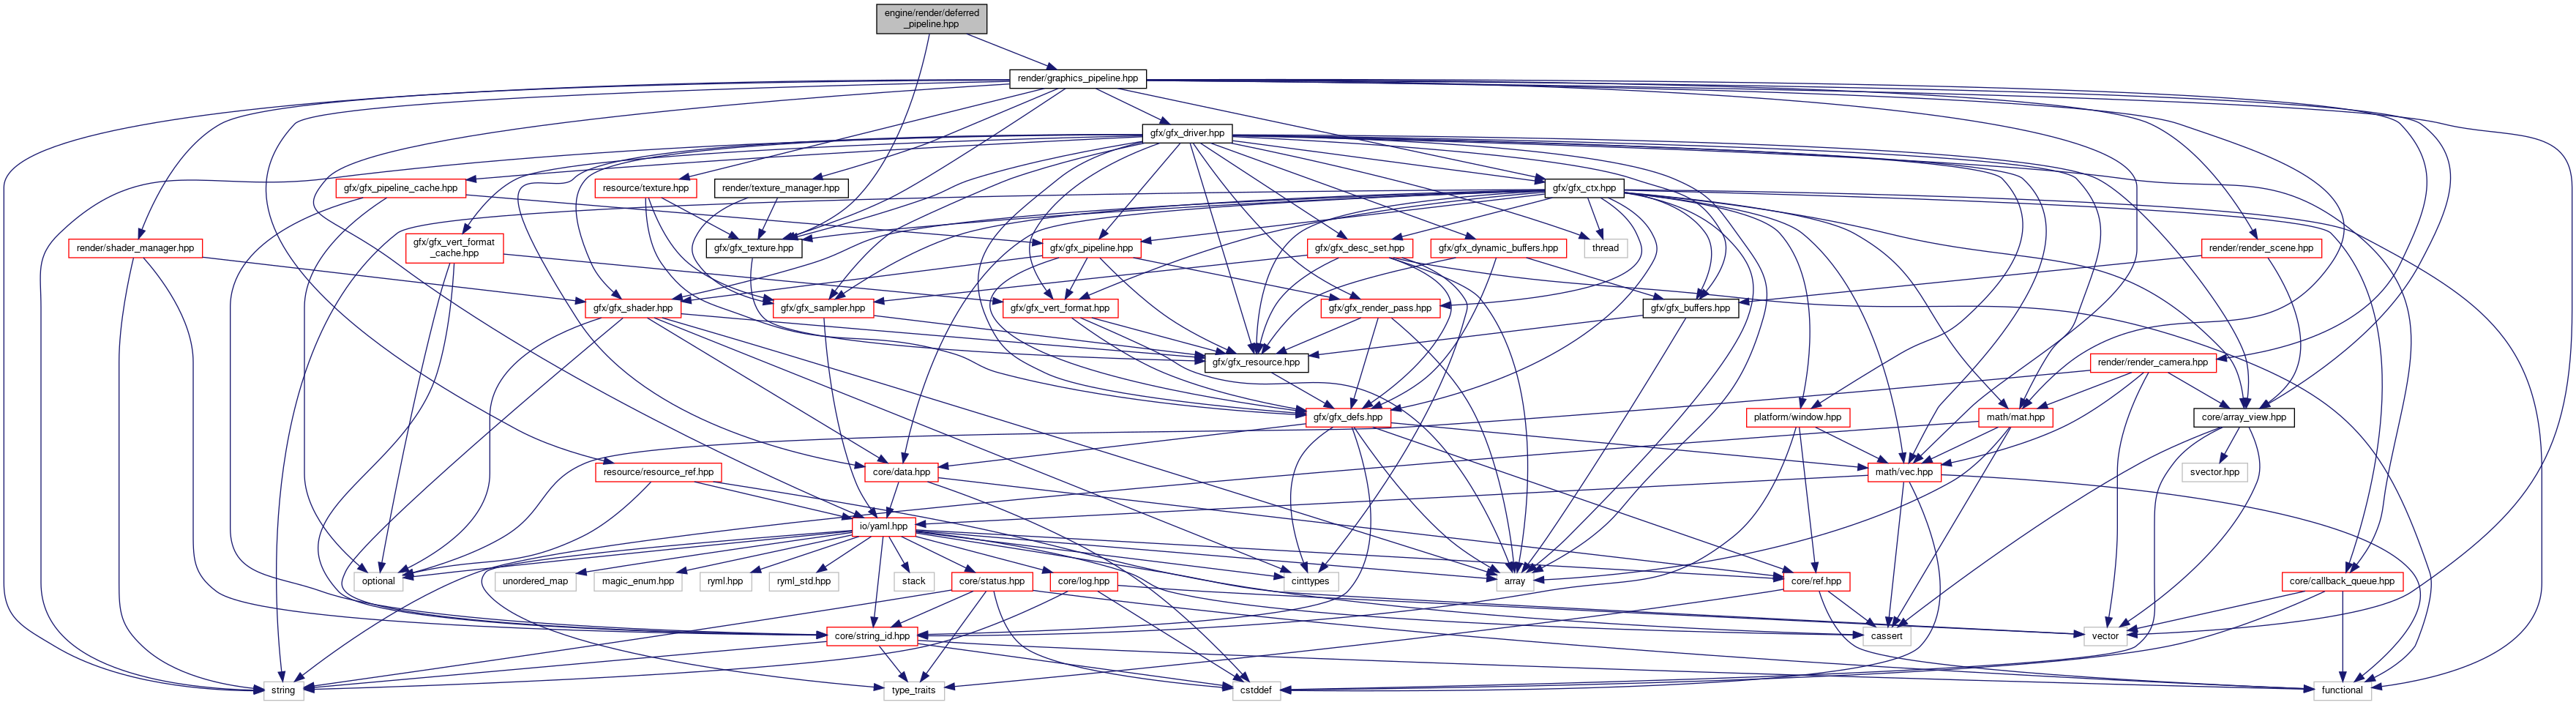 engine/render/deferred
_pipeline.hpp
render/graphics_pipeline.hpp
gfx/gfx_driver.hpp
gfx/gfx_pipeline_cache.hpp
resource/texture.hpp
render/texture_manager.hpp
gfx/gfx_ctx.hpp
render/shader_manager.hpp
gfx/gfx_vert_format
_cache.hpp
gfx/gfx_texture.hpp
gfx/gfx_pipeline.hpp
gfx/gfx_desc_set.hpp
gfx/gfx_dynamic_buffers.hpp
thread
render/render_scene.hpp
gfx/gfx_shader.hpp
gfx/gfx_sampler.hpp
gfx/gfx_vert_format.hpp
gfx/gfx_render_pass.hpp
gfx/gfx_buffers.hpp
gfx/gfx_resource.hpp
render/render_camera.hpp
gfx/gfx_defs.hpp
platform/window.hpp
math/mat.hpp
core/array_view.hpp
resource/resource_ref.hpp
core/data.hpp
math/vec.hpp
svector.hpp
io/yaml.hpp
optional
unordered_map
magic_enum.hpp
ryml.hpp
ryml_std.hpp
stack
core/status.hpp
core/log.hpp
cinttypes
array
core/ref.hpp
core/callback_queue.hpp
core/string_id.hpp
cassert
vector
string
type_traits
cstddef
functional